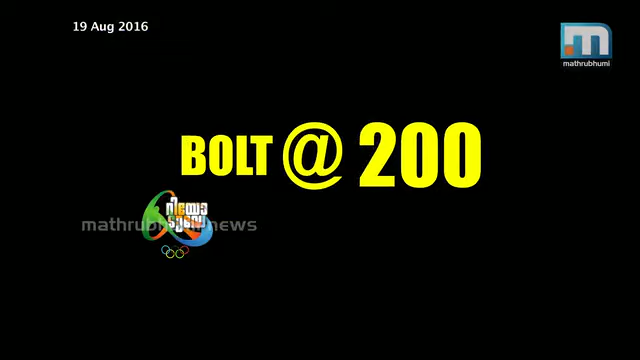 19 Aug 2016
mathrubhumi
BOLT @ 200
റിയോ
ടുഡേ
mathrubhumi news